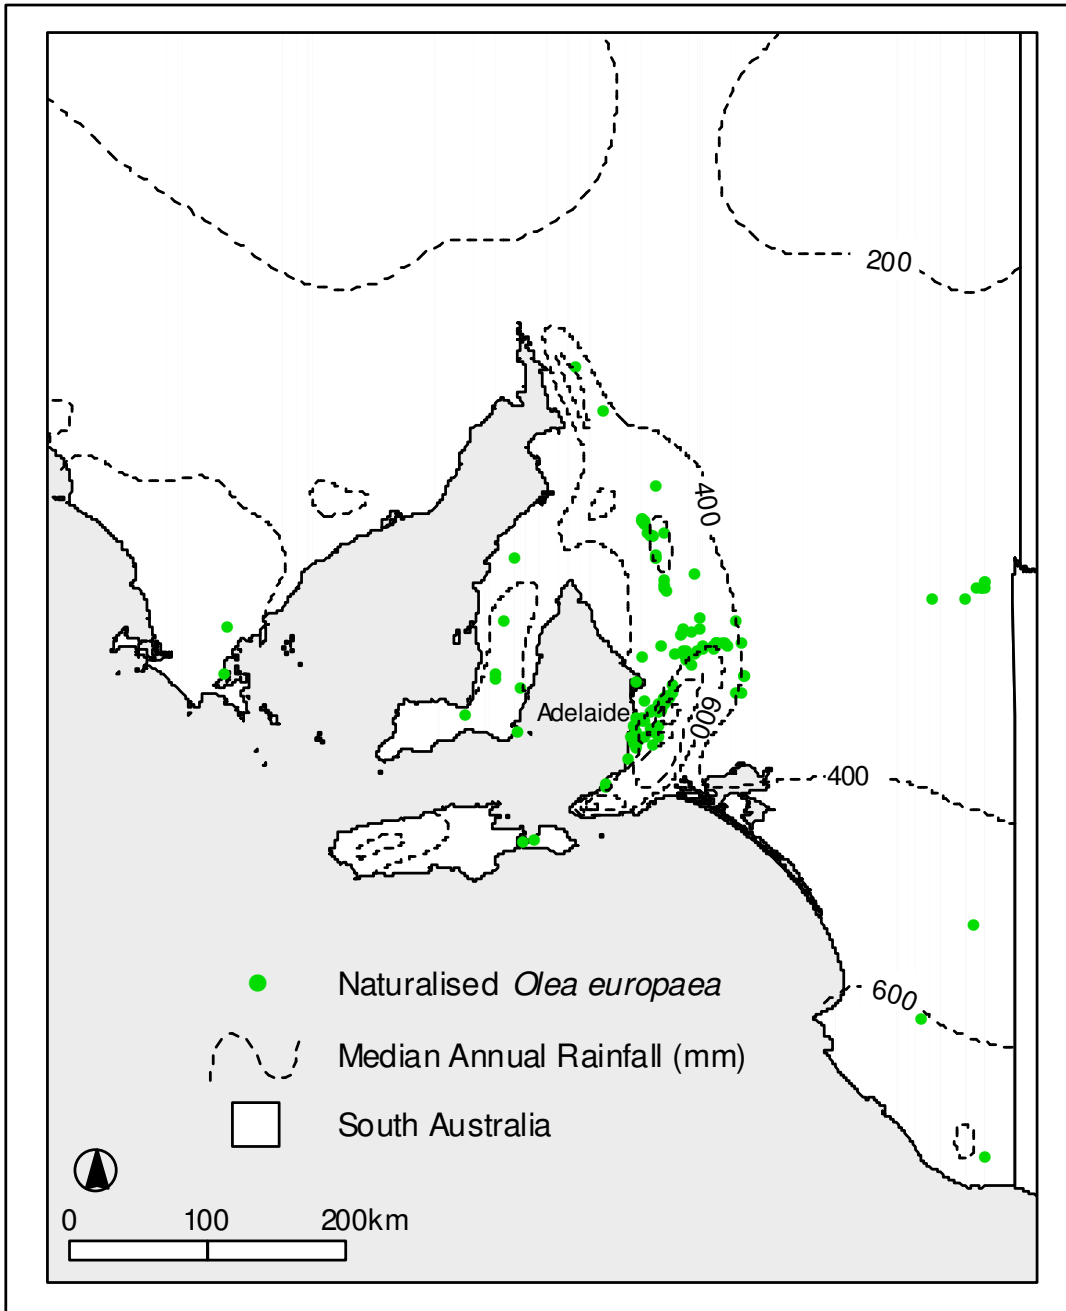 200
400
600
Adelaide
400
600
Naturalised Olea europaea
Median Annual Rainfall (mm)
South Australia
0 100 200km